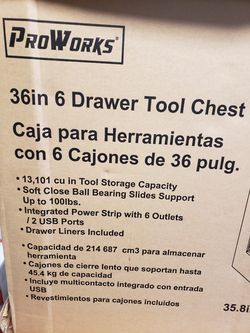 PROWORKS®
36in 6 Drawer Tool Chest
Caja para Herramientas
con 6 Cajones de 36 pulg.
• 13,101 cu in Tool Storage Capacity
• Soft Close Ball Bearing Slides Support
Up to 100lbs.
• Integrated Power Strip with 6 Outlets
/ 2 USB Ports
• Drawer Liners Included
• Capacidad de 214 687 cm3 para almacenar
herramienta
• Cajones de cierre lento que soportan hasta
45.4 kg de capacidad
• Incluye multicontacto integrado con entrada
USB
• Revestimientos para cajones incluidos
35.8